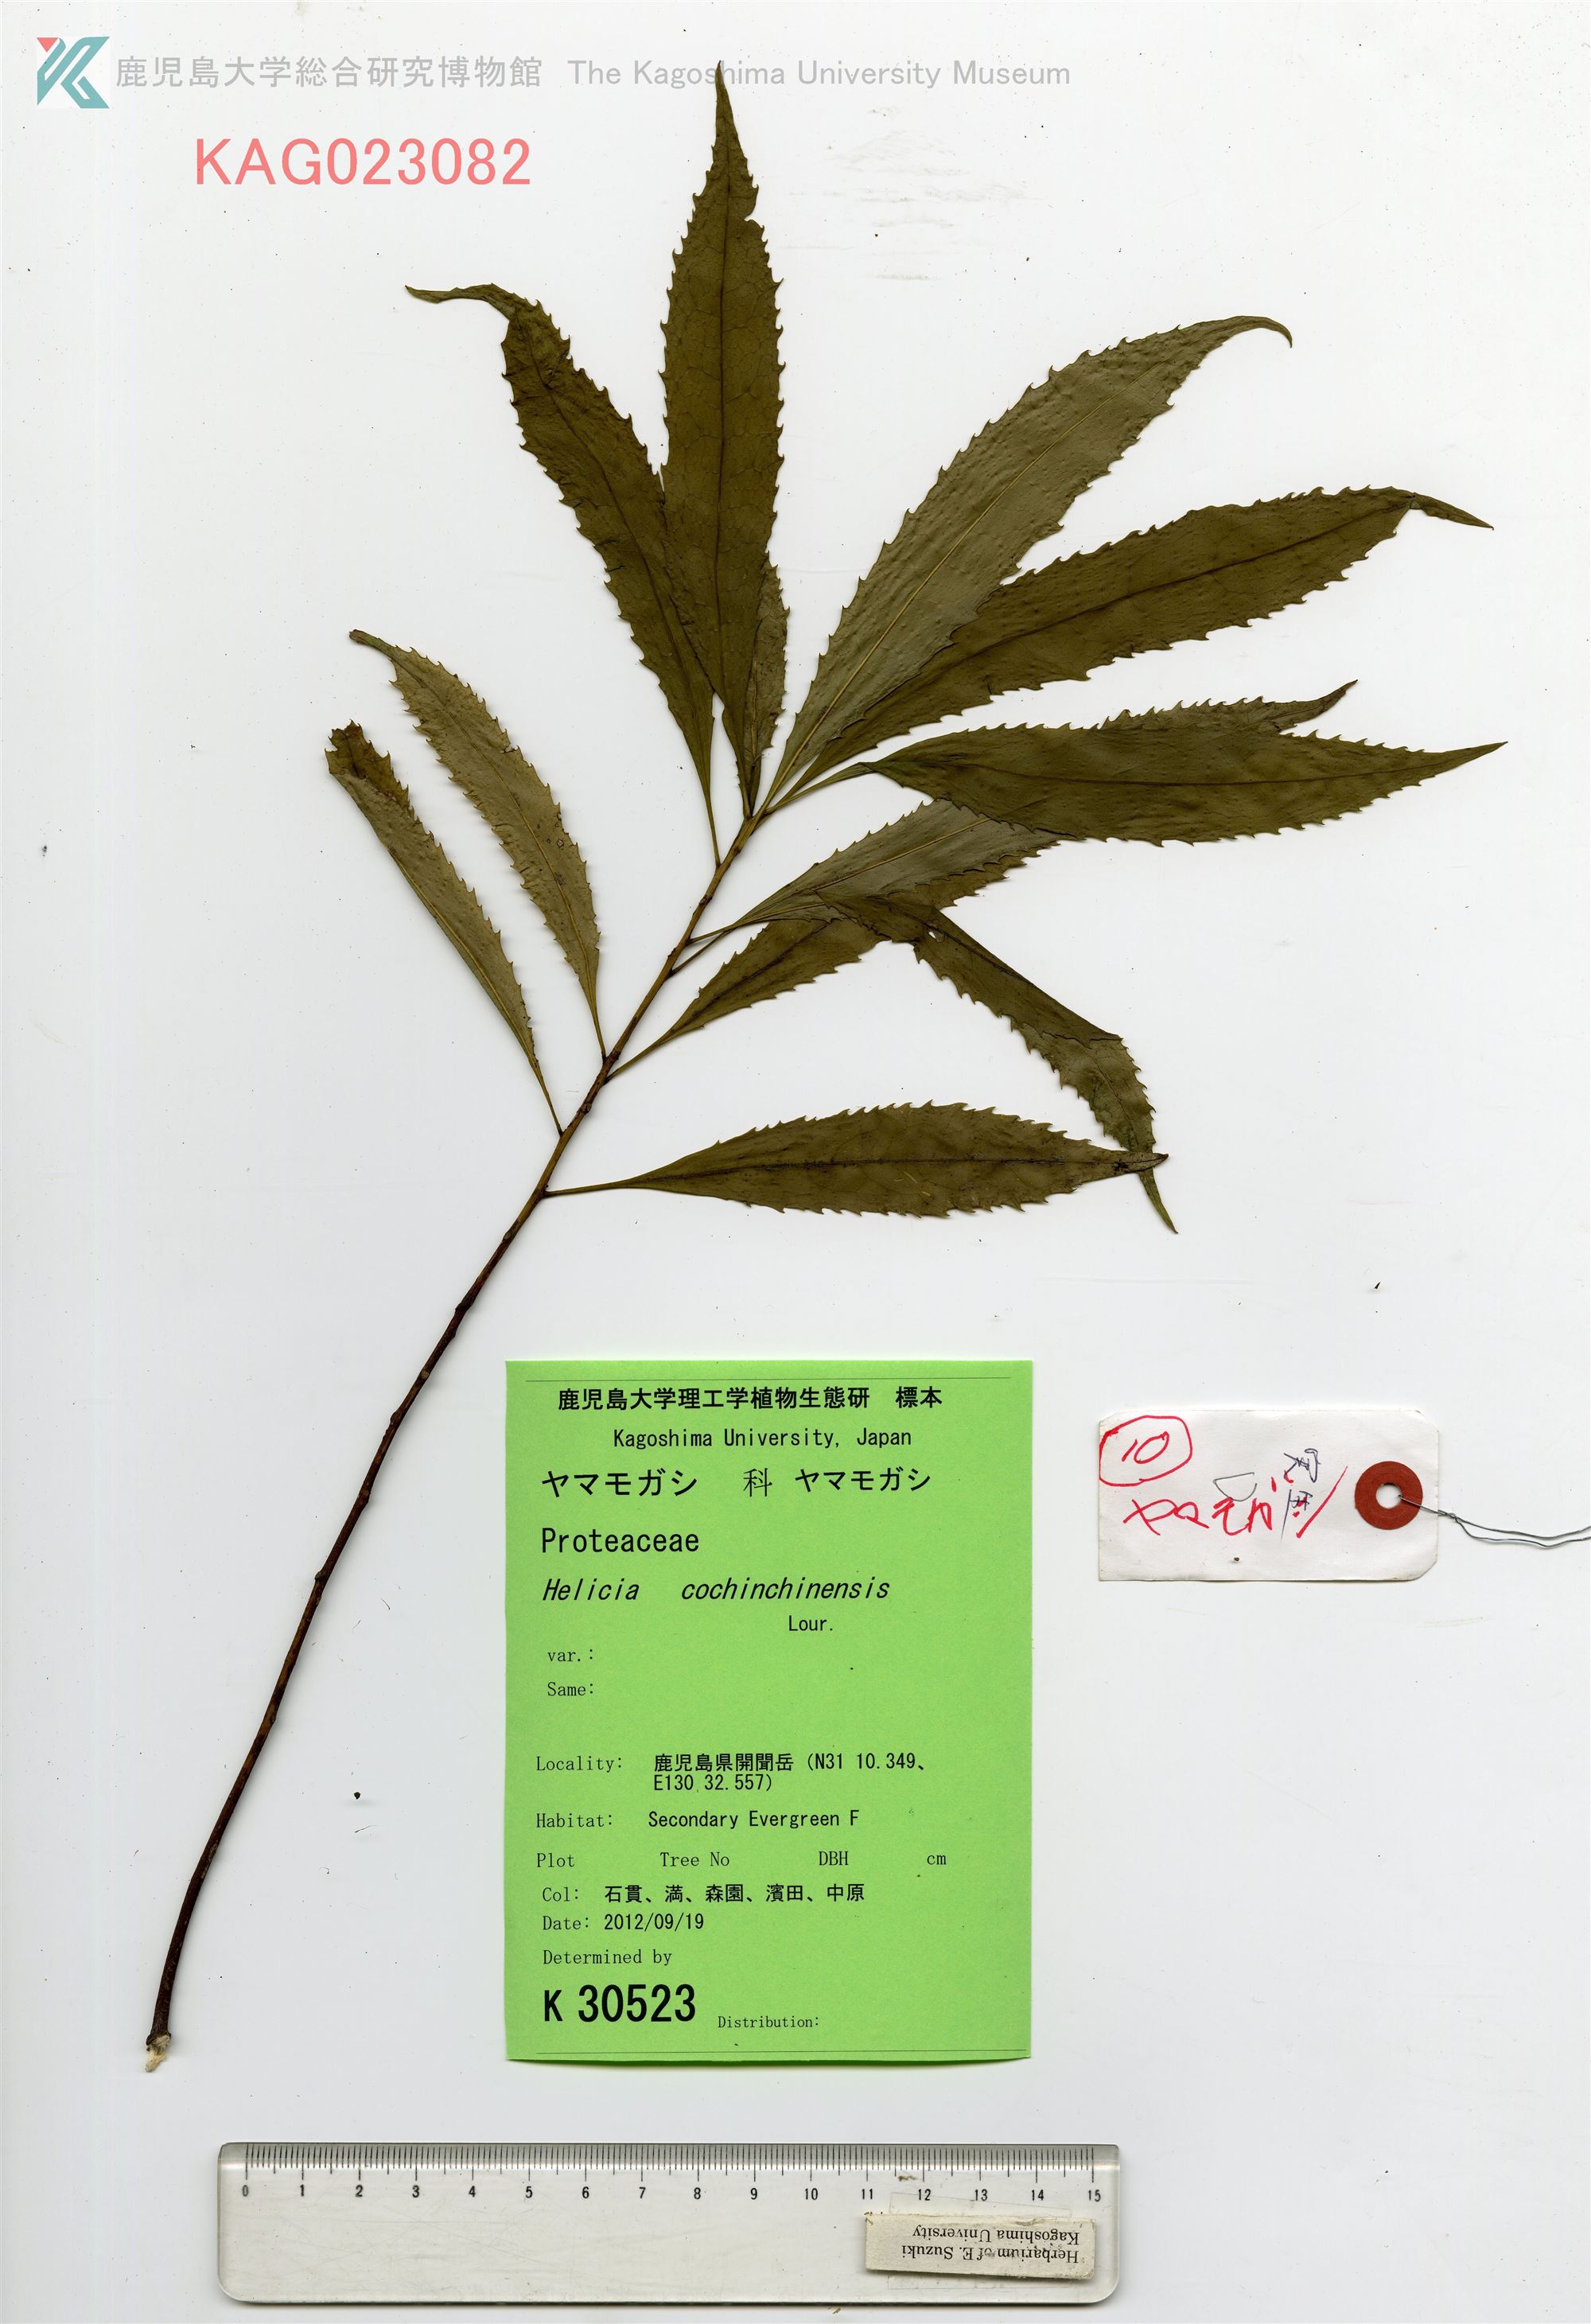 鹿児島大学総合研究博物館 The Kagoshima University Museum
KAG023082
鹿児島大学理工学植物生態研 標本
Kagoshima University, Japan
ヤマモガシ 科 ヤマモガシ
Proteaceae
Helicia cochinchinensis
Lour.
var.:
Same:
Locality: 鹿児島県開聞岳 (N31 10.349、
E130 32.557)
Habitat: Secondary Evergreen F
Plot Tree No DBH cm
Col: 石貫、満、森園、濱田、中原
Date: 2012/09/19
Determined by
K 30523 Distribution:
10
ヤマモガシ
0 1 2 3 4 5 6 7 8 9 10 11 12 13 14 15
Herbarium of E. Suzuki
Kagoshima University